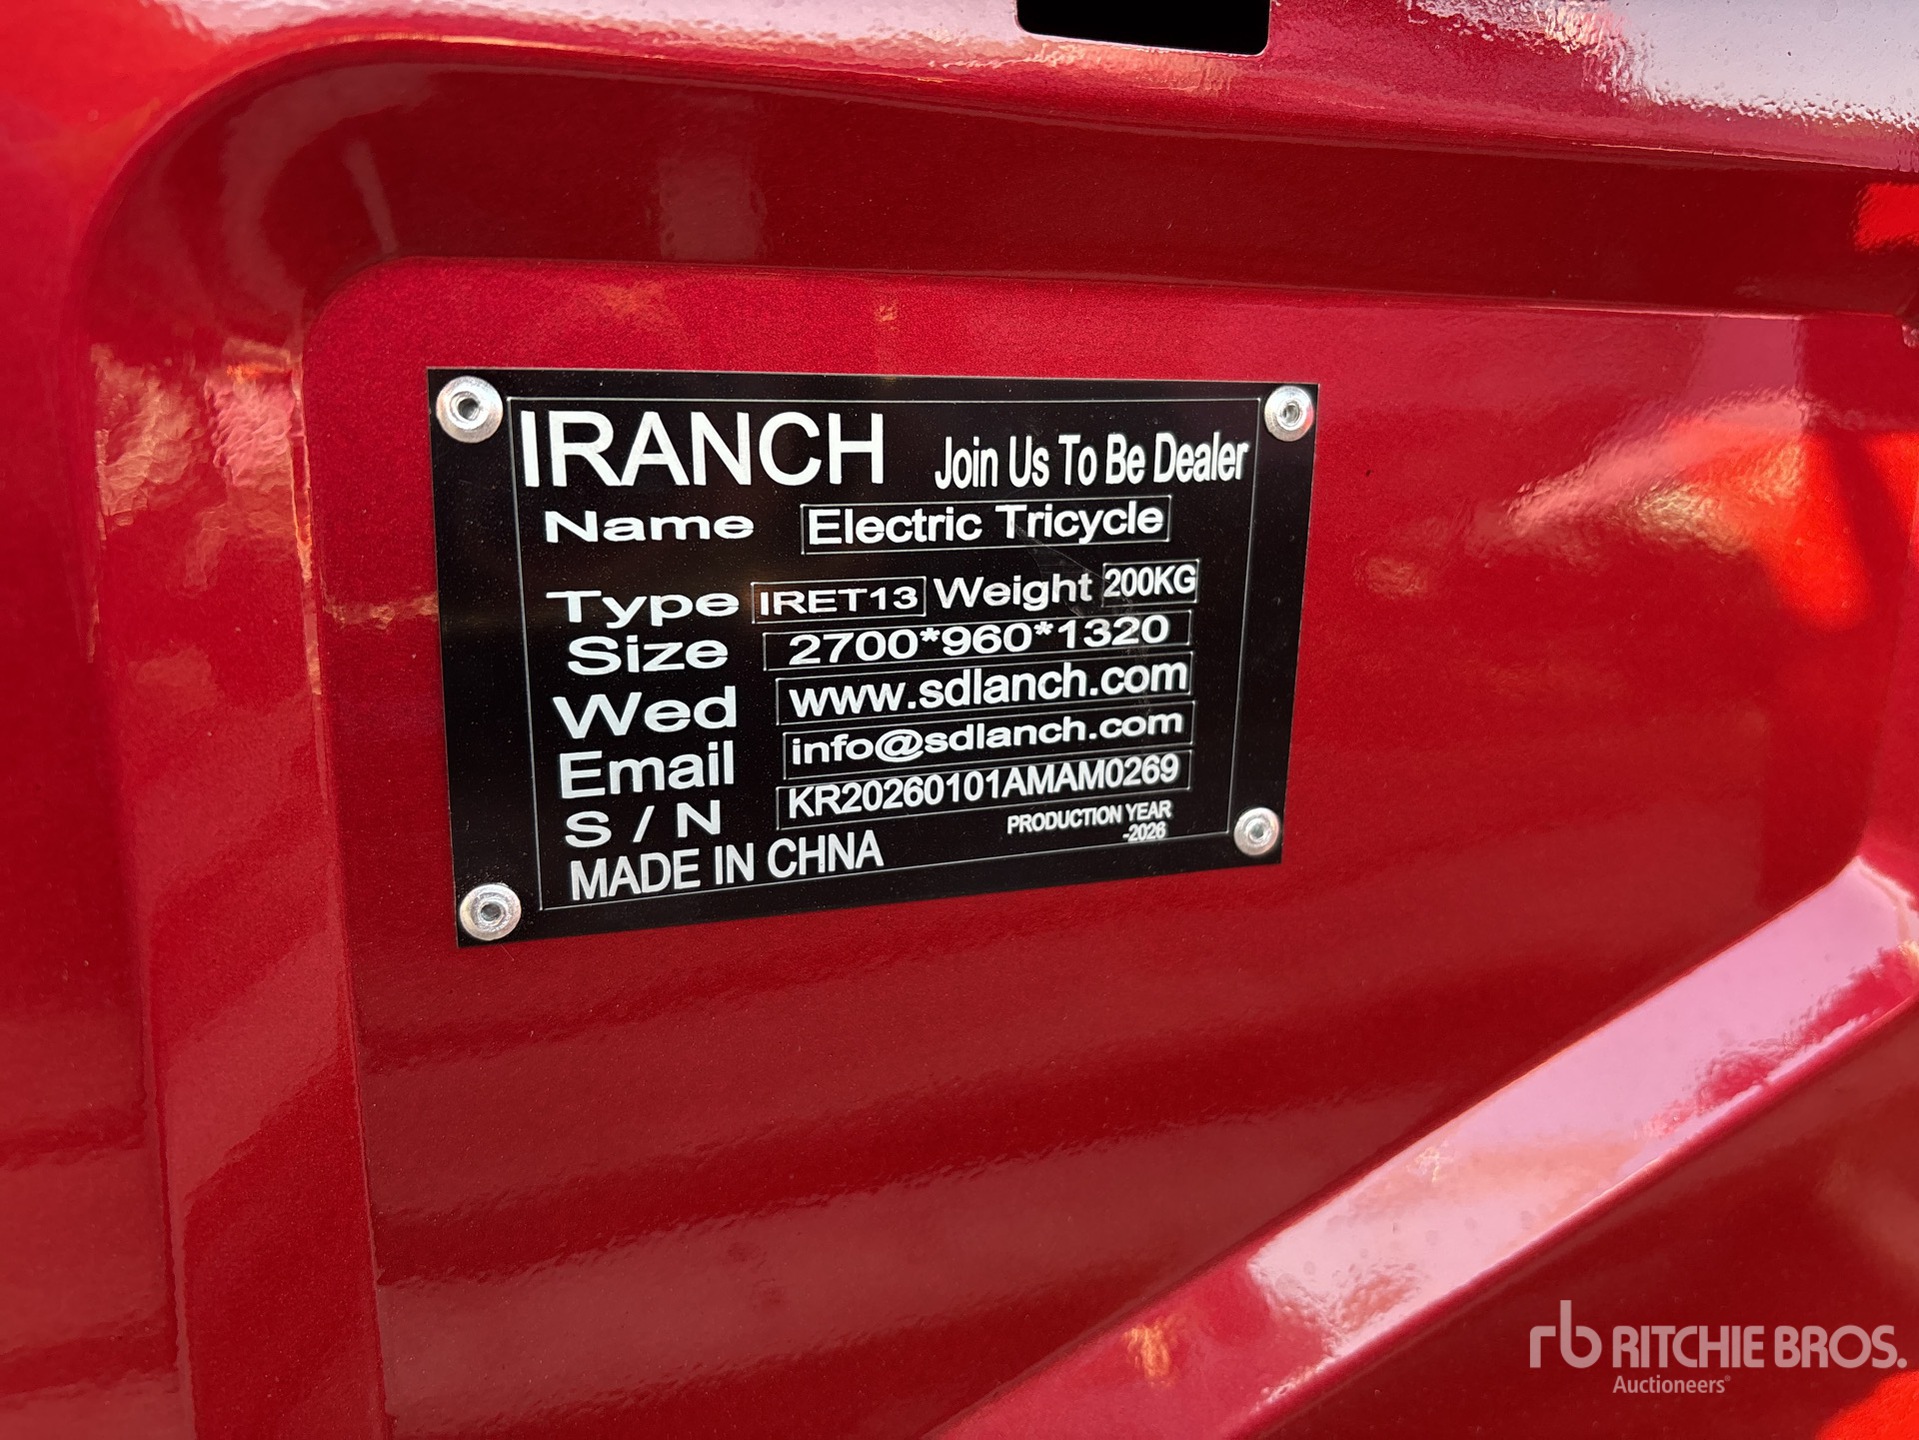 IRANCH Join Us To Be Dealer
Name Electric Tricycle
Type IRET13 Weight 200KG
Size 2700*960*1320
Wed www.sdlanch.com
Email info@sdlanch.com
S / N KR20260101AMAM0269
PRODUCTION YEAR
-2026
MADE IN CHNA
rb RITCHIE BROS.
Auctioneers